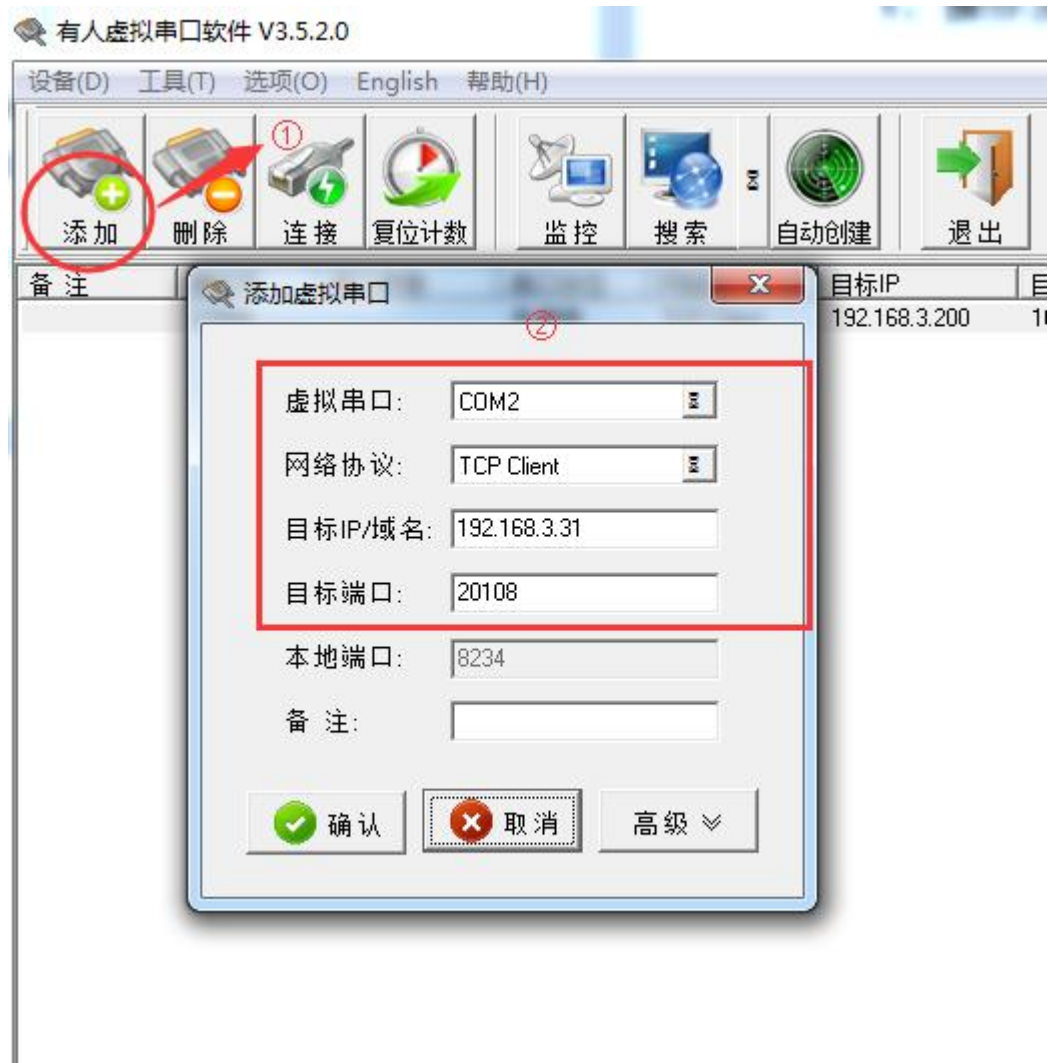 有人虚拟串口软件 V3.5.2.0
设备(D) 工具(T) 选项(O) English 帮助(H)
①
添加 删除 连接 复位计数 监控 搜索 自动创建 退出
备 注 目标IP
添加虚拟串口
192.168.3.200
②
虚拟串口: COM2
网络协议: TCP Client
目标IP/域名: 192.168.3.31
目标端口: 20108
本地端口: 8234
备 注:
确认 取消 高级